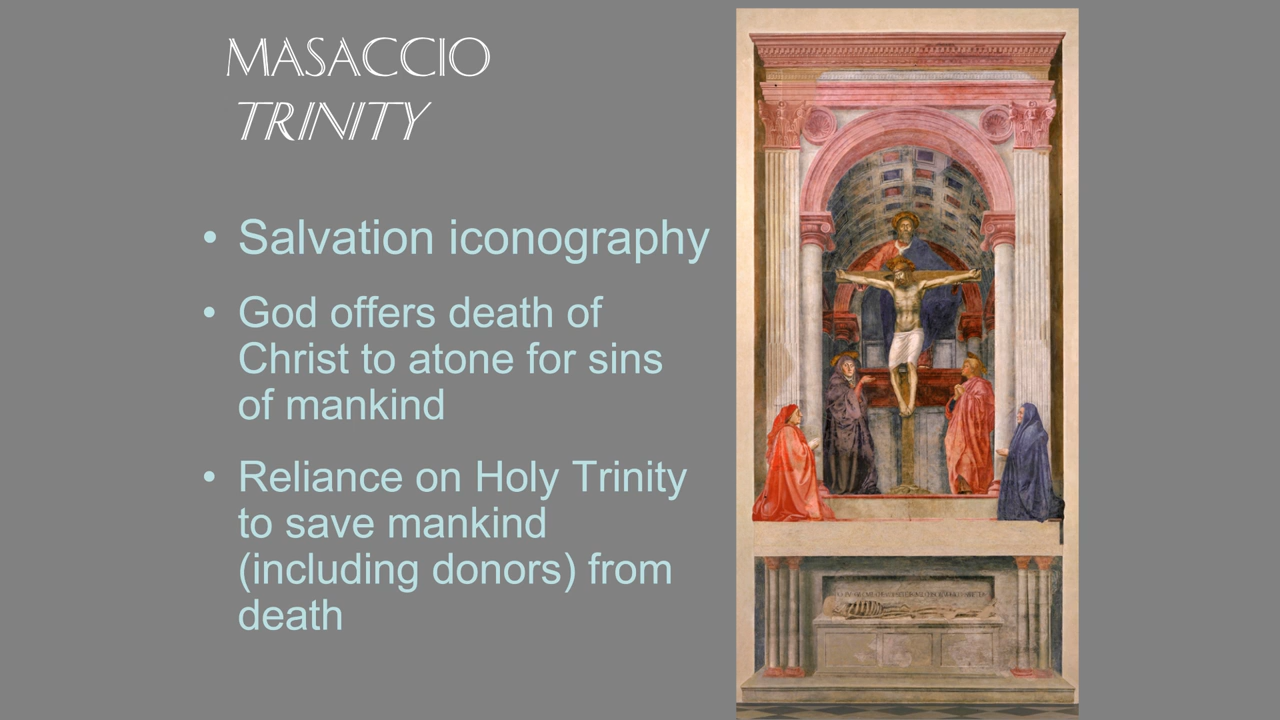 MASACCIO
TRINITY
• Salvation iconography
• God offers death of
Christ to atone for sins
of mankind
• Reliance on Holy Trinity
to save mankind
(including donors) from
death